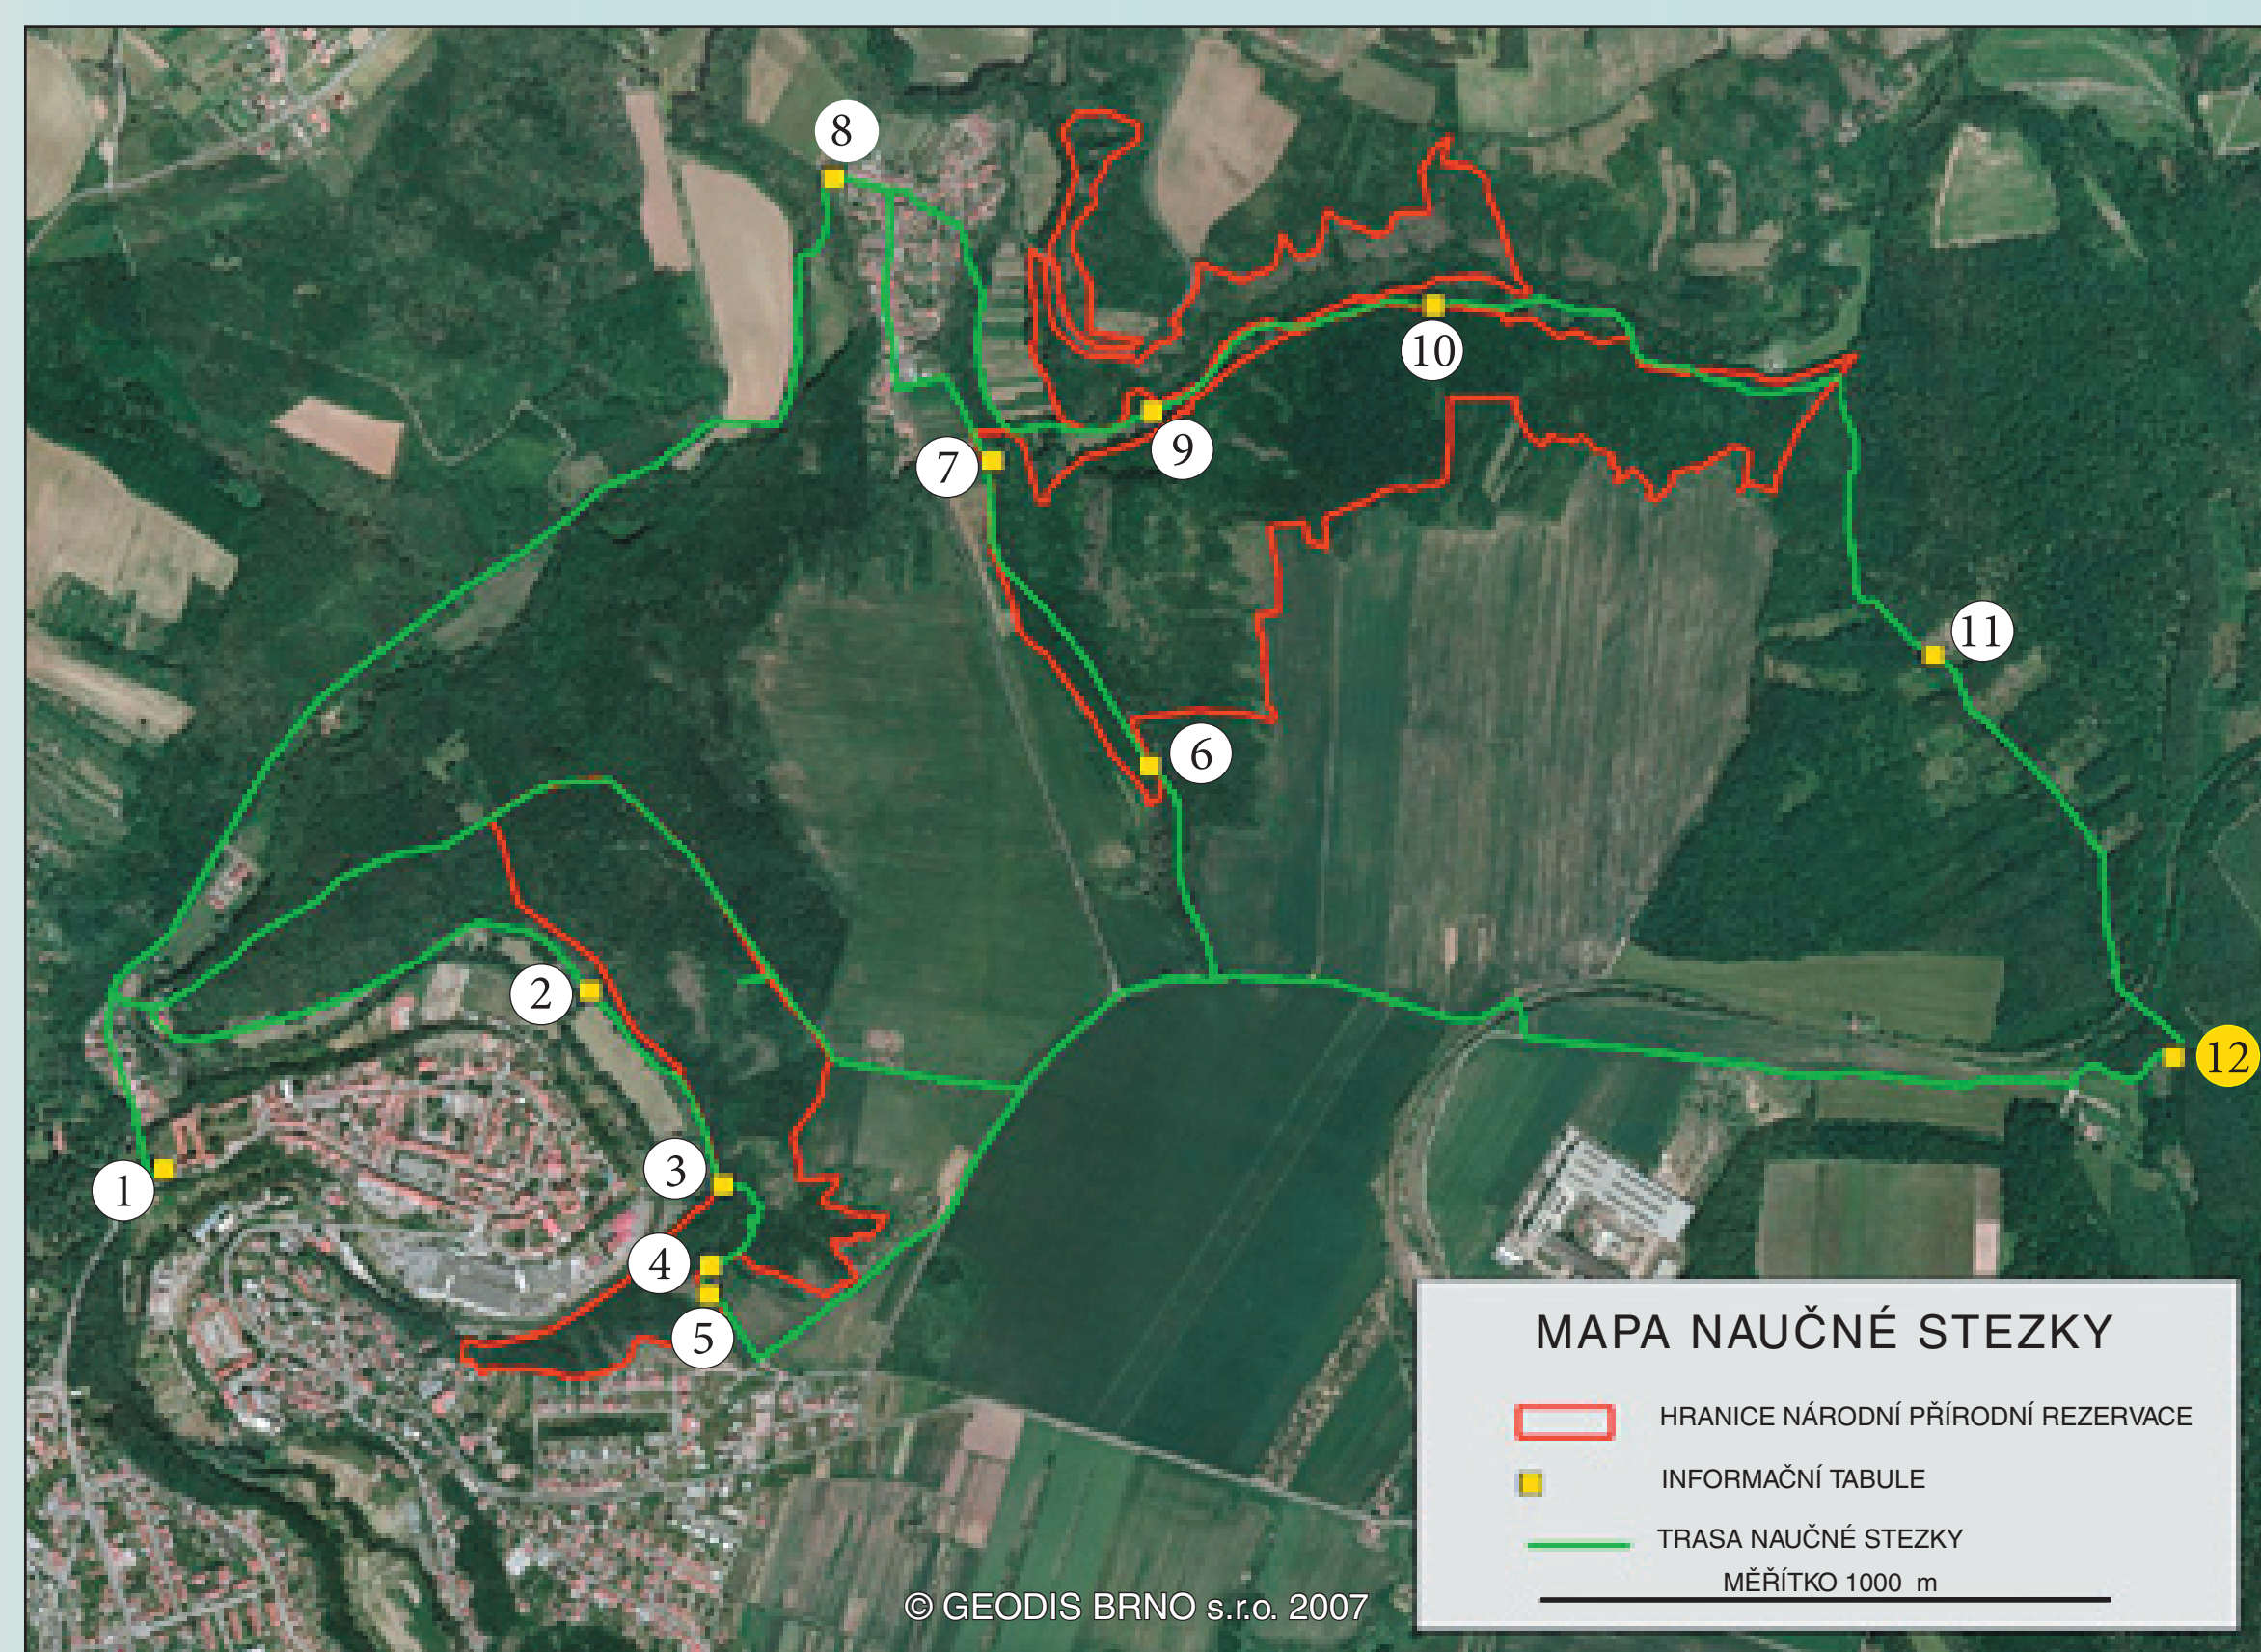 8
10
9
7
11
6
2
12
3
1
4
5
MAPA NAUČNÉ STEZKY
HRANICE NÁRODNÍ PŘÍRODNÍ REZERVACE
INFORMAČNÍ TABULE
TRASA NAUČNÉ STEZKY
MĚŘÍTKO 1000 m
© GEODIS BRNO s.r.o. 2007